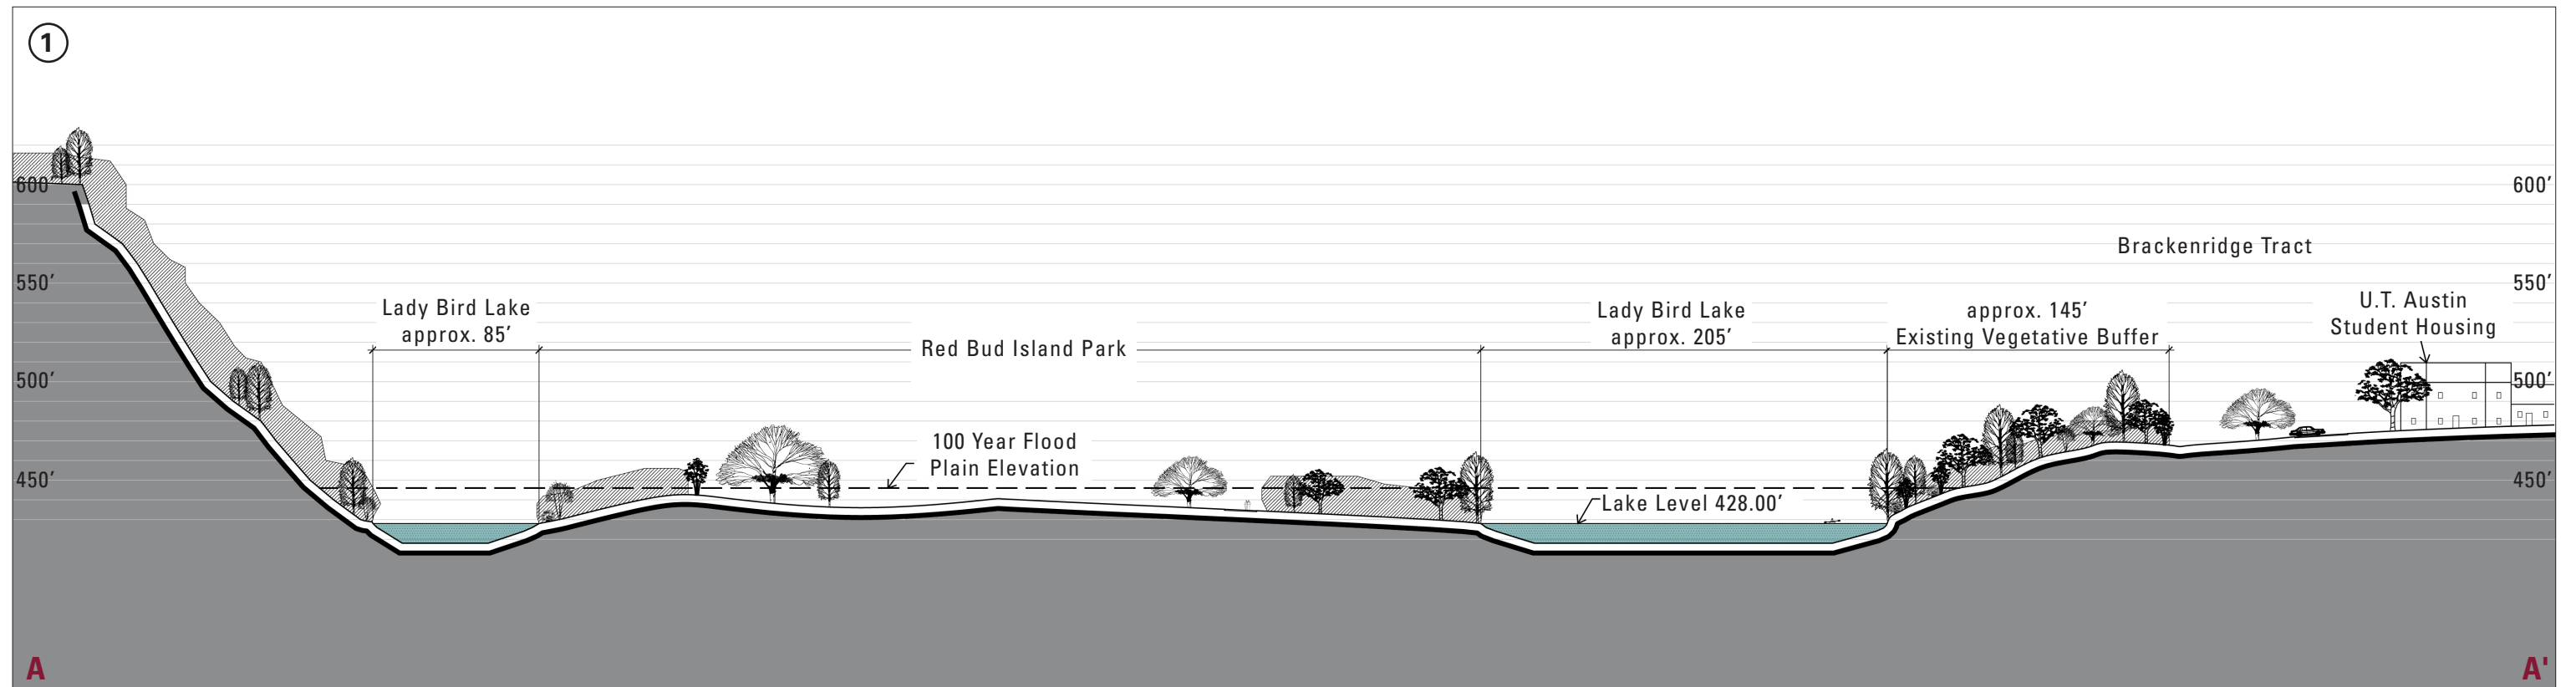 1
600′
600′
Brackenridge Tract
550′
550′
Lady Bird Lake
approx. 85′
Red Bud Island Park
Lady Bird Lake
approx. 205′
approx. 145′
Existing Vegetative Buffer
U.T. Austin
Student Housing
500′
500′
100 Year Flood
Plain Elevation
450′
450′
Lake Level 428.00′
A
A'